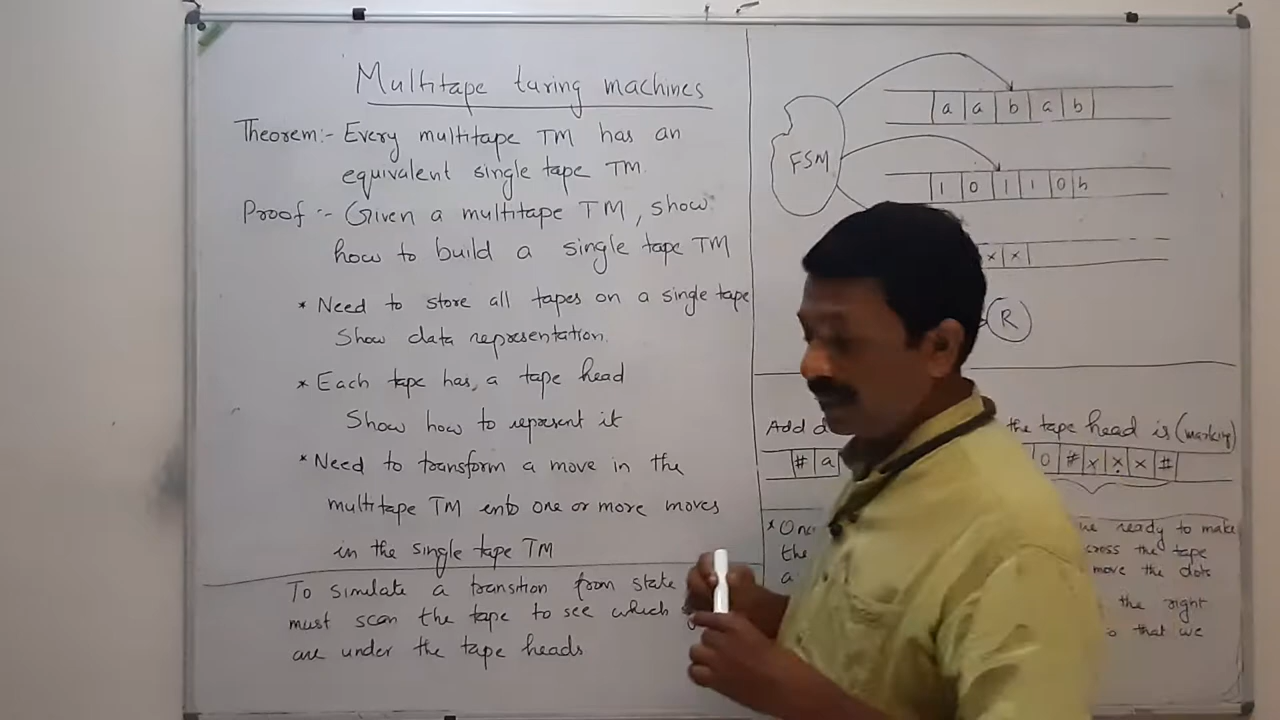 Multitape turing machines
Theorem:- Every multitape TM has an
equivalent single tape TM.
Proof :- Given a multitape TM, show
how to build a single tape TM
* Need to store all tapes on a single tape
Show data representation.
* Each tape has, a tape head
Show how to represent it
* Need to transform a move in the
multitape TM into one or more moves
in the single tape TM
To simulate a transition from state
must scan the tape to see which
are under the tape heads
FSM
a a b a b
1 0 1 1 0 b
x x
R
Add the tape head is (marking)
# a 0 # x x x #
* we ready to make
the cross the tape
a move the dots
the right
that we